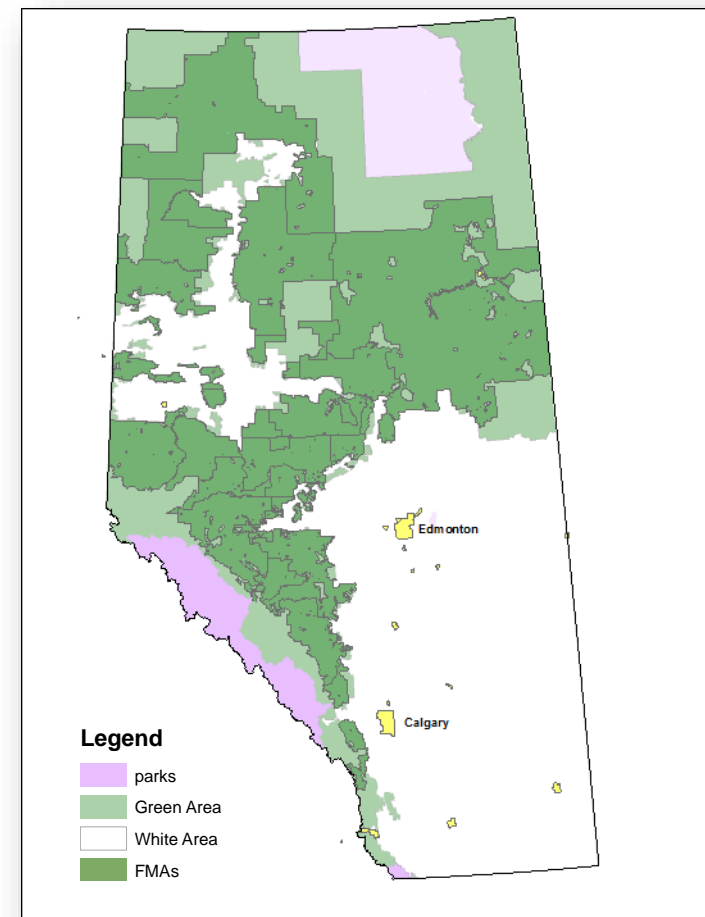 Edmonton
Calgary
Legend
parks
Green Area
White Area
FMAs